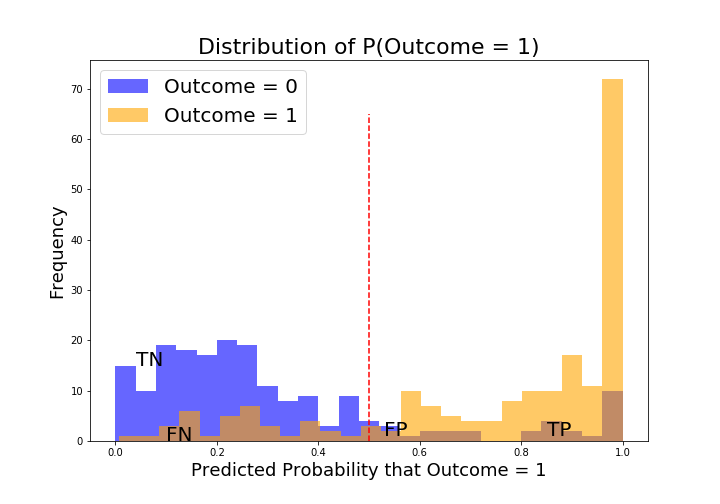 Distribution of P(Outcome = 1)
Outcome = 0
Outcome = 1
Frequency
70
60
50
40
30
20
10
0
TN
FN
FP
TP
0.0 0.2 0.4 0.6 0.8 1.0
Predicted Probability that Outcome = 1